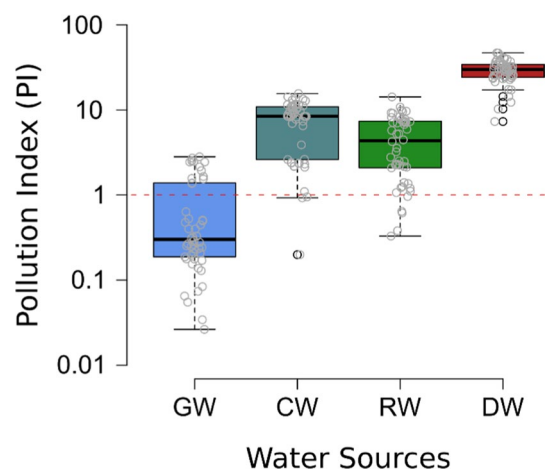 100
10
1
0.1
0.01
Pollution Index (PI)
GW CW RW DW
Water Sources